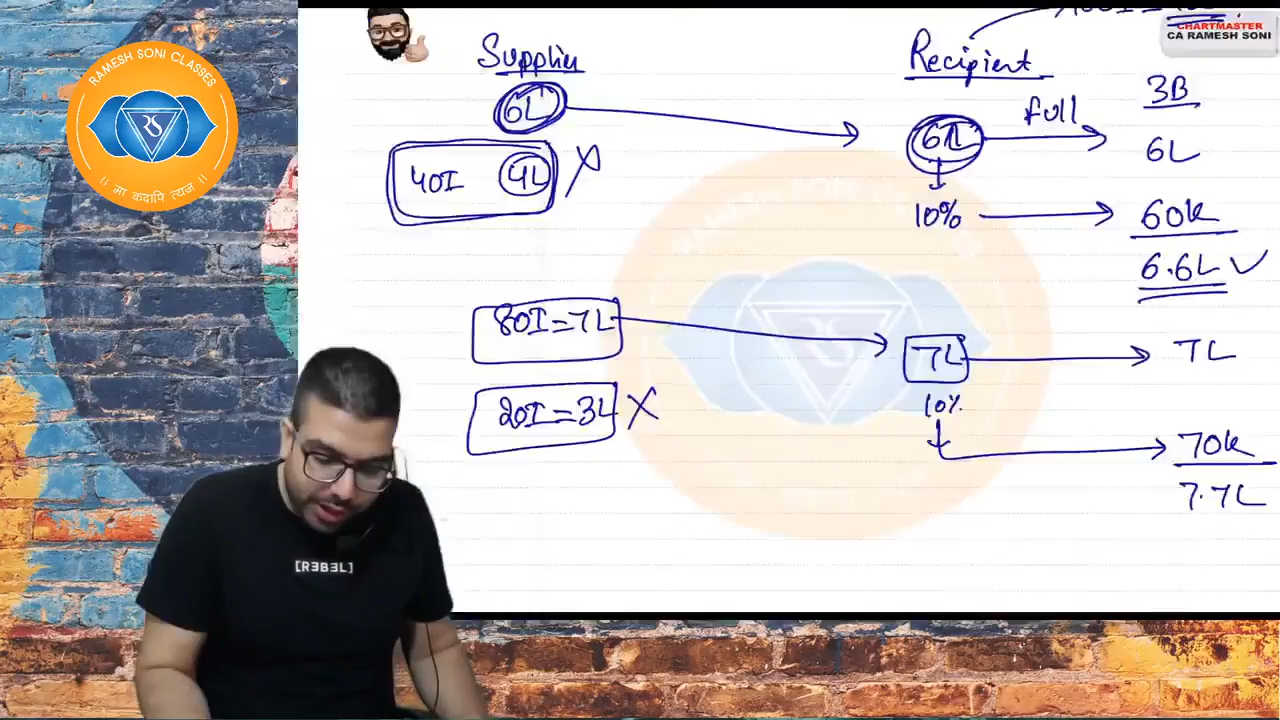 RAMESH SONI CLASSES
।। मा कदापि त्यज ।।
CHARTMASTER
CA RAMESH SONI
Supplier
Recipient
3B
6L
6L
full
6L
40I 4L X
10%
60k
6.6L
80I=7L
7L
7L
20I=3L X
10%
70k
7.7L
[R3B3L]